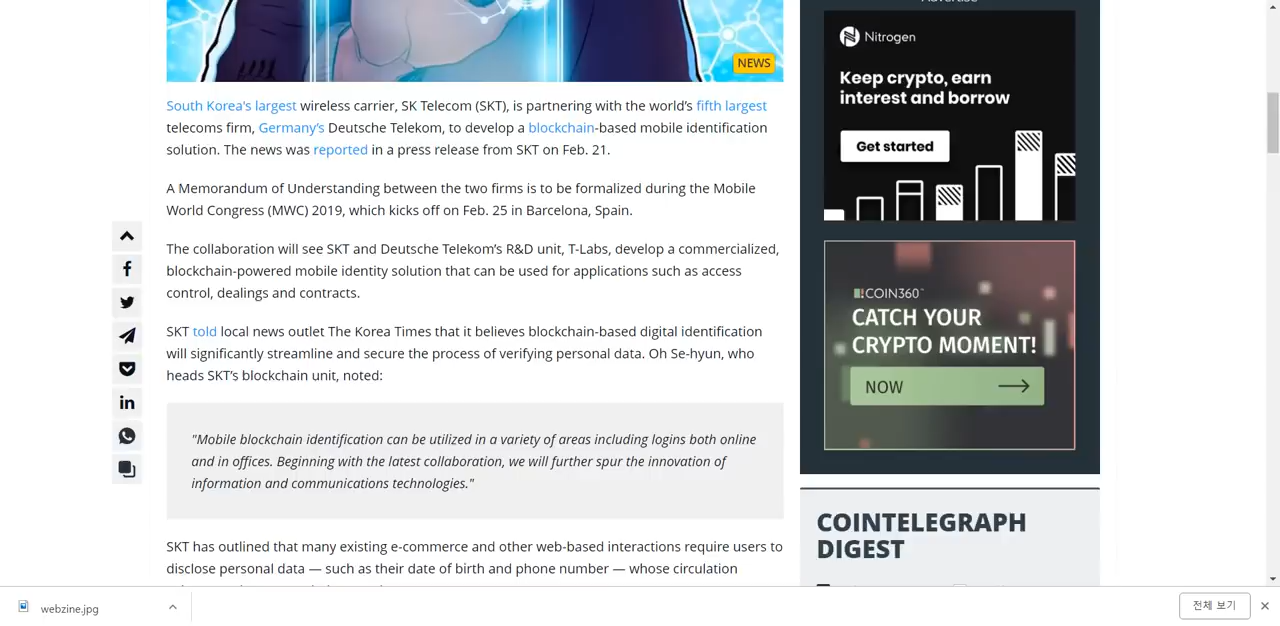 Nitrogen
Keep crypto, earn
interest and borrow
Get started
NEWS
South Korea's largest wireless carrier, SK Telecom (SKT), is partnering with the world's fifth largest
telecoms firm, Germany's Deutsche Telekom, to develop a blockchain-based mobile identification
solution. The news was reported in a press release from SKT on Feb. 21.
A Memorandum of Understanding between the two firms is to be formalized during the Mobile
World Congress (MWC) 2019, which kicks off on Feb. 25 in Barcelona, Spain.
The collaboration will see SKT and Deutsche Telekom's R&D unit, T-Labs, develop a commercialized,
blockchain-powered mobile identity solution that can be used for applications such as access
control, dealings and contracts.
SKT told local news outlet The Korea Times that it believes blockchain-based digital identification
will significantly streamline and secure the process of verifying personal data. Oh Se-hyun, who
heads SKT's blockchain unit, noted:
"Mobile blockchain identification can be utilized in a variety of areas including logins both online
and in offices. Beginning with the latest collaboration, we will further spur the innovation of
information and communications technologies."
SKT has outlined that many existing e-commerce and other web-based interactions require users to
disclose personal data — such as their date of birth and phone number — whose circulation
COIN360
CATCH YOUR
CRYPTO MOMENT!
NOW
COINTELEGRAPH
DIGEST
webzine.jpg
전체 보기